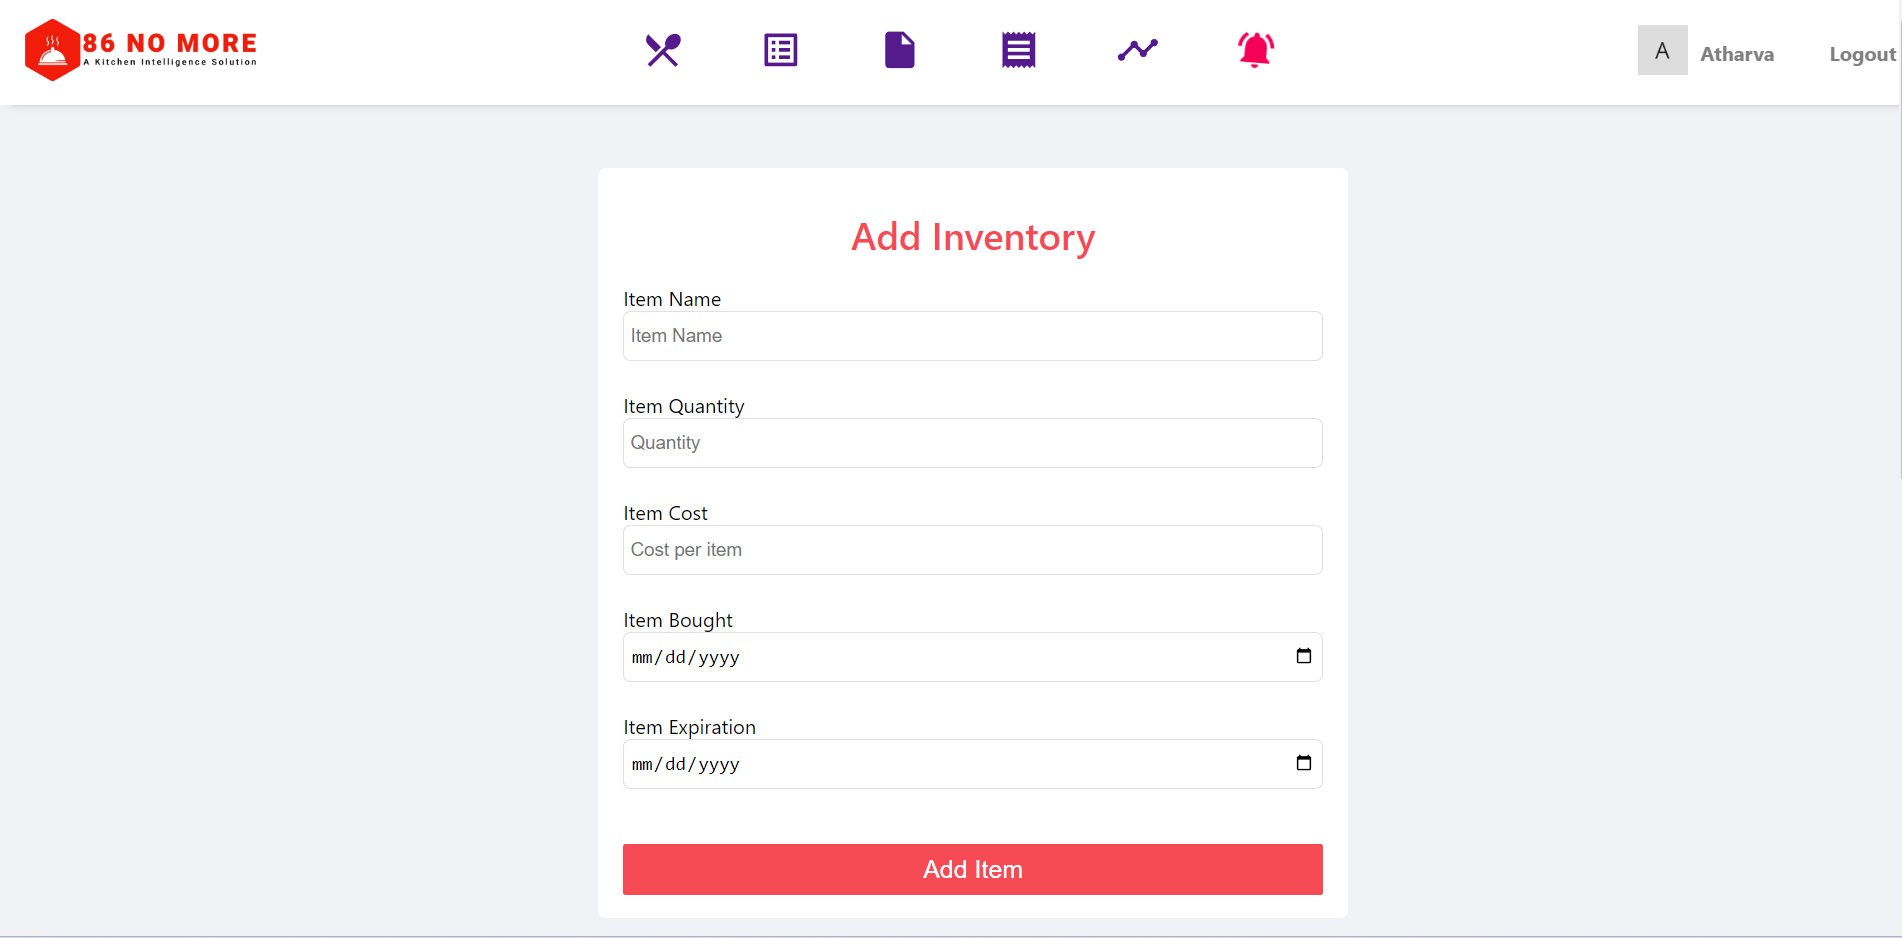 86 NO MORE
A Kitchen Intelligence Solution
A
Atharva
Logout
Add Inventory
Item Name
Item Name
Item Quantity
Quantity
Item Cost
Cost per item
Item Bought
mm/dd/yyyy
Item Expiration
mm/dd/yyyy
Add Item